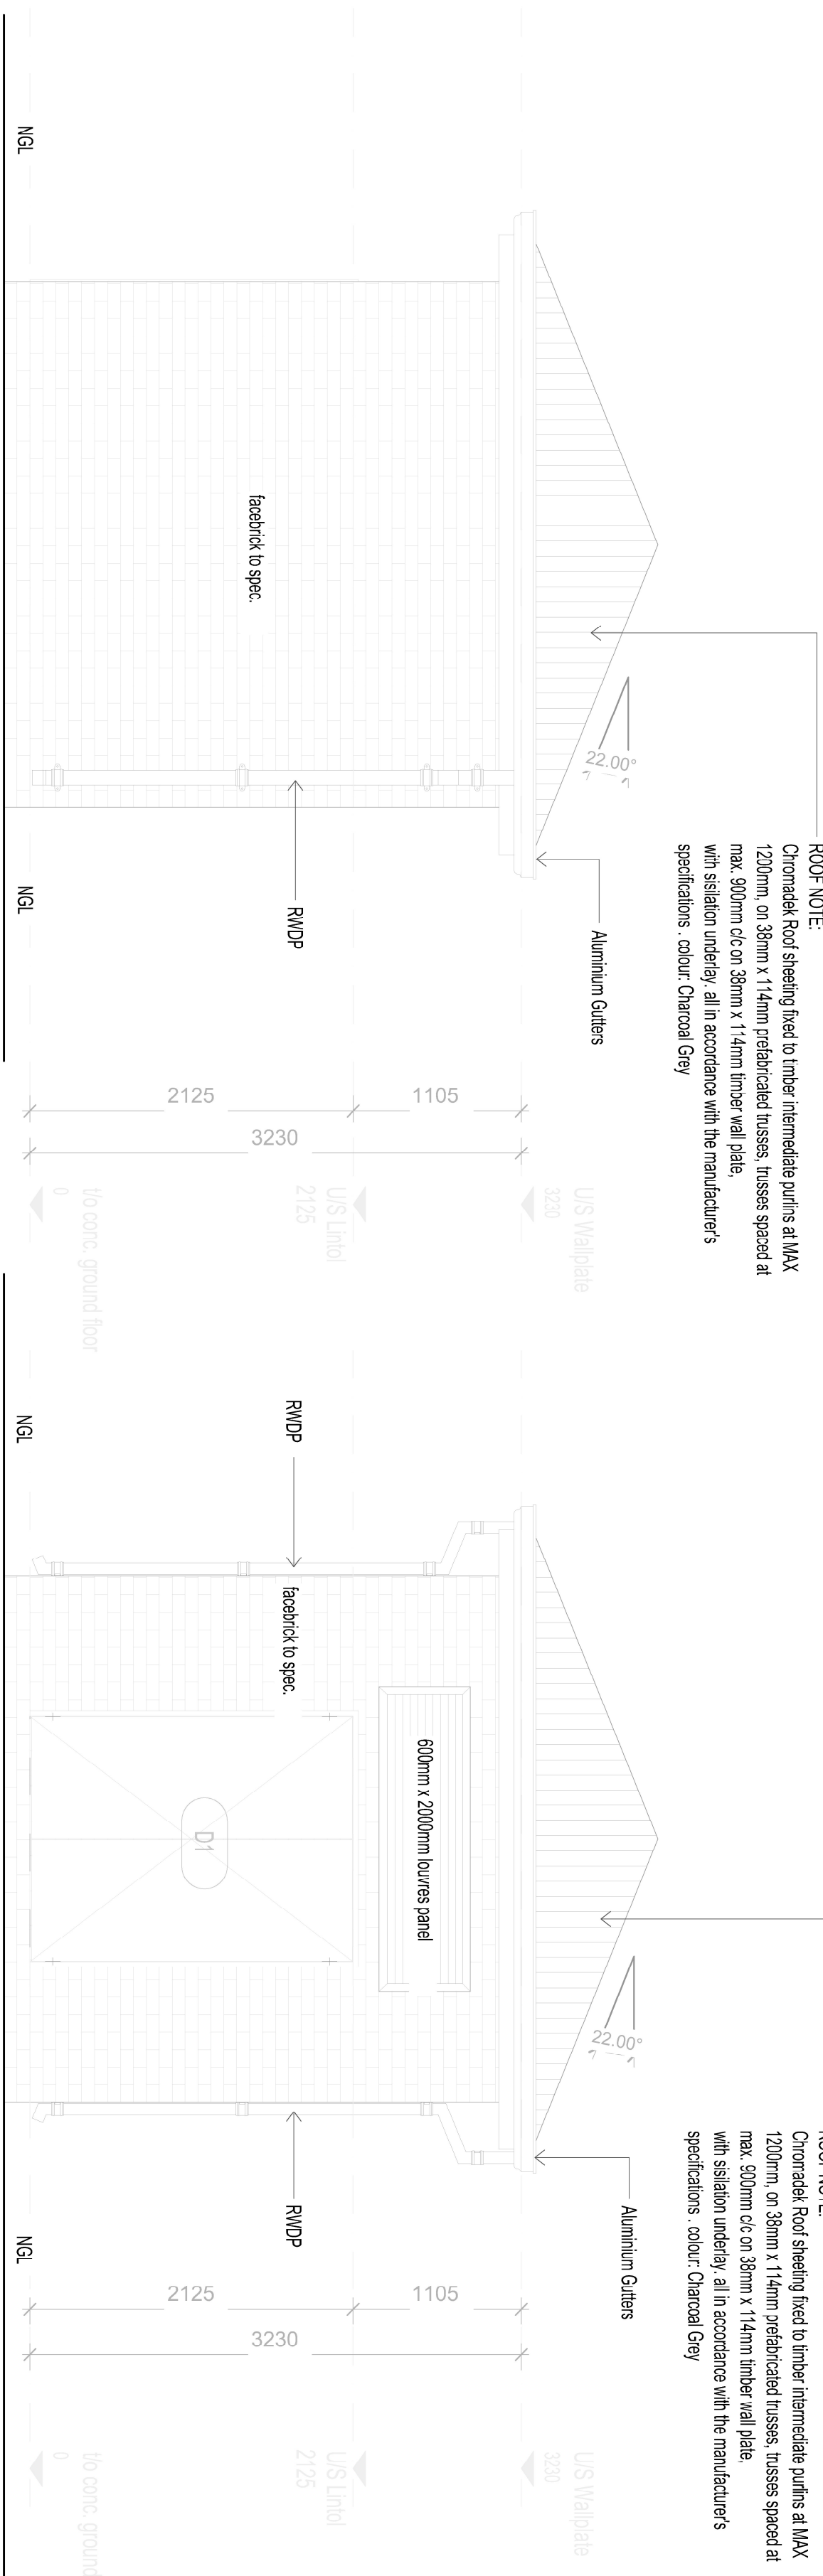 ROOF NOTE:
Chromadek Roof sheeting fixed to timber intermediate purlins at MAX
1200mm, on 38mm x 114mm prefabricated trusses, trusses spaced at
max. 900mm c/c on 38mm x 114mm timber wall plate,
with sisilation underlay. all in accordance with the manufacturer's
specifications . colour: Charcoal Grey
22.00°
Aluminium Gutters
RWDP
facebrick to spec.
NGL
NGL
2125
1105
3230
U/S Wallplate
3230
U/S Lintol
2125
t/o conc. ground floor
0
ROOF NOTE:
Chromadek Roof sheeting fixed to timber intermediate purlins at MAX
1200mm, on 38mm x 114mm prefabricated trusses, trusses spaced at
max. 900mm c/c on 38mm x 114mm timber wall plate,
with sisilation underlay. all in accordance with the manufacturer's
specifications . colour: Charcoal Grey
22.00°
Aluminium Gutters
600mm x 2000mm louvres panel
RWDP
facebrick to spec.
D1
RWDP
NGL
NGL
2125
1105
3230
U/S Wallplate
3230
U/S Lintol
2125
t/o conc. ground
0